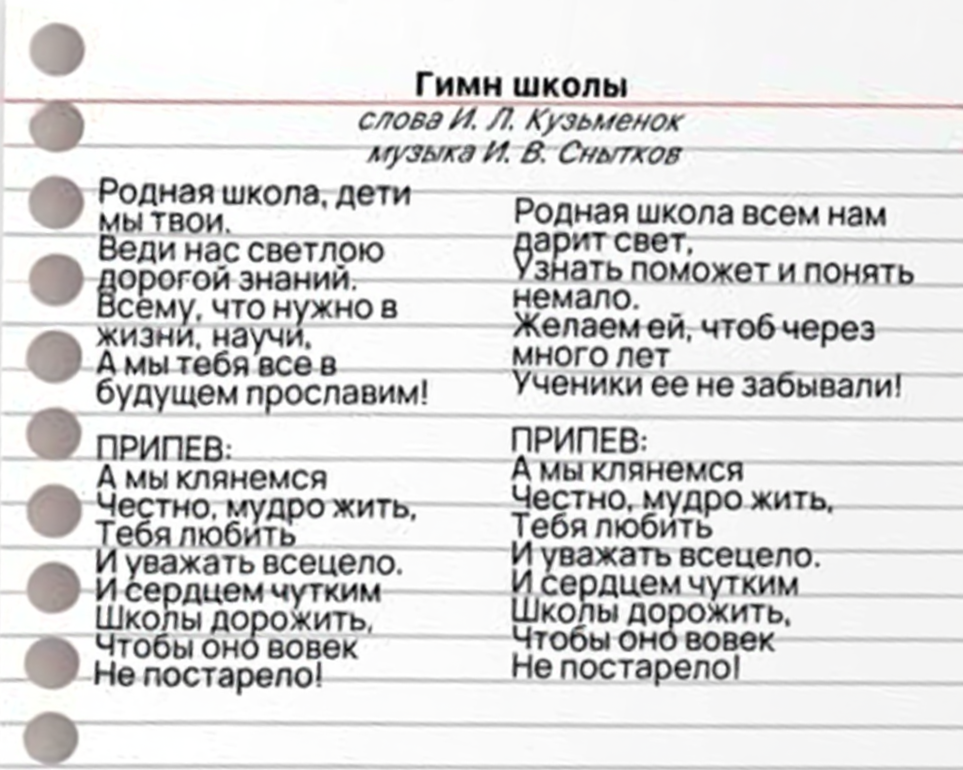 Гимн школы
слова И. Л. Кузьменок
музыка И. В. Снытков
Родная школа, дети
мы твои.
Веди нас светлою
дорогой знаний.
Всему, что нужно в
жизни, научи,
А мы тебя все в
будущем прославим!
ПРИПЕВ:
А мы клянемся
Честно, мудро жить,
Тебя любить
И уважать всецело.
И сердцем чутким
Школы дорожить,
Чтобы оно вовек
Не постарело!
Родная школа всем нам
дарит свет,
Узнать поможет и понять
немало.
Желаем ей, чтоб через
много лет
Ученики ее не забывали!
ПРИПЕВ:
А мы клянемся
Честно, мудро жить,
Тебя любить
И уважать всецело.
И сердцем чутким
Школы дорожить,
Чтобы оно вовек
Не постарело!